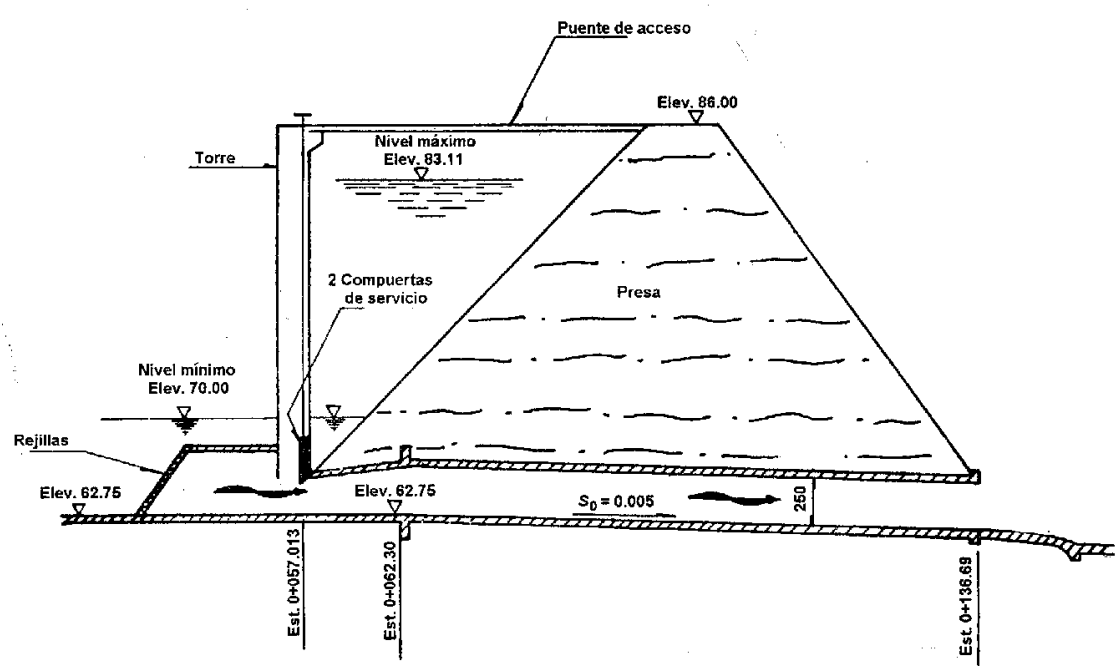 Puente de acceso
Elev. 86.00
Nivel máximo
Elev. 83.11
Torre
2 Compuertas
de servicio
Presa
Nivel mínimo
Elev. 70.00
Rejillas
Elev. 62.75
Elev. 62.75
S₀ = 0.005
250
Est. 0+057.013
Est. 0+062.30
Est. 0+136.69